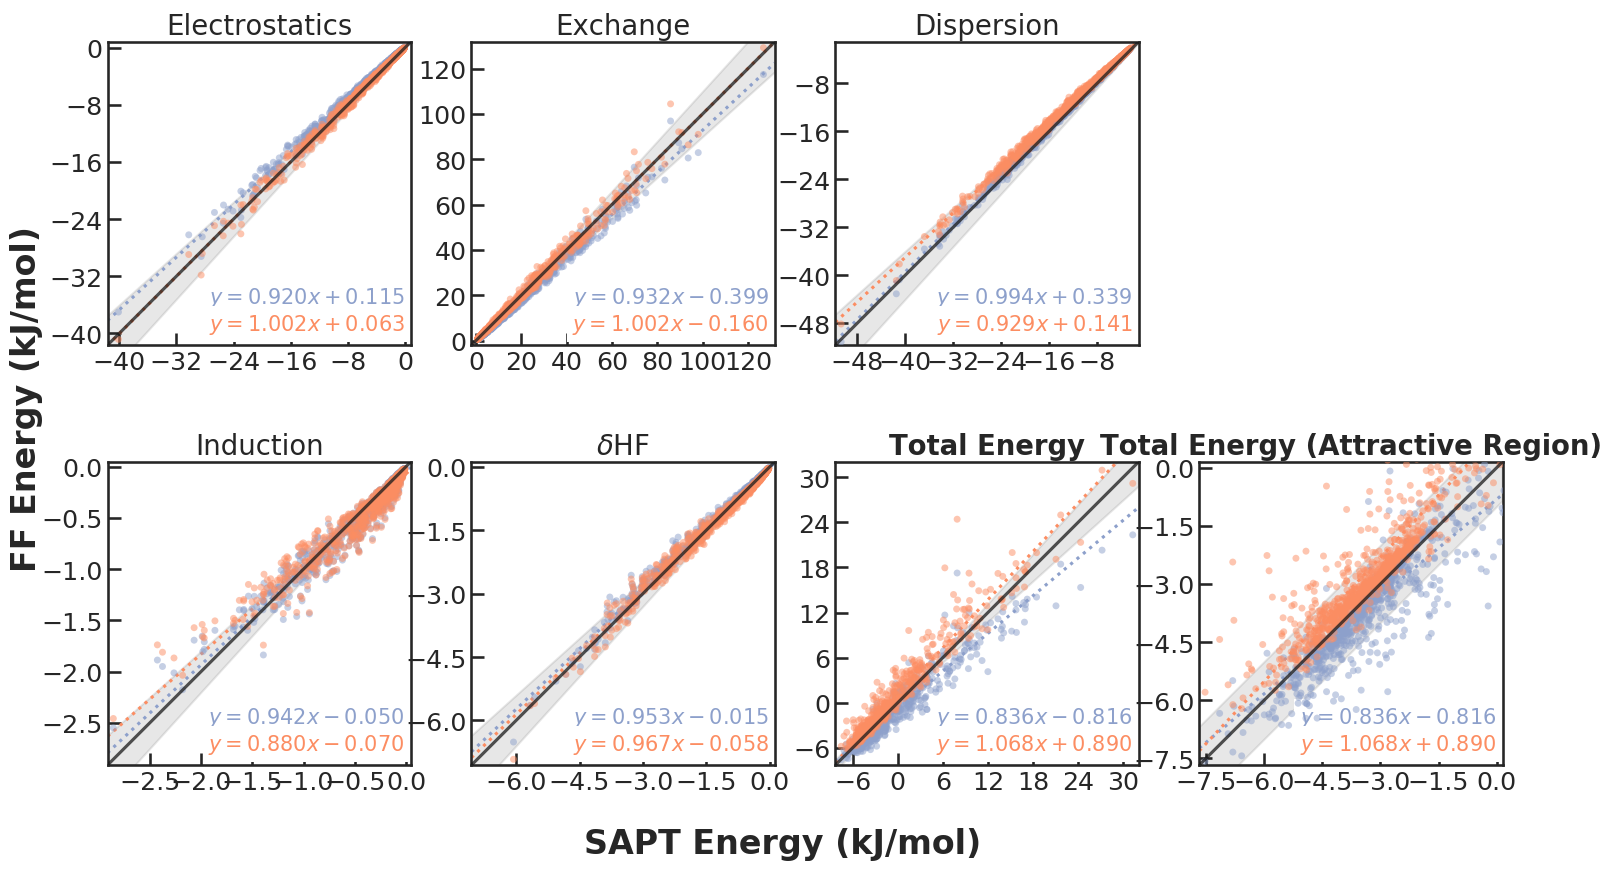 Electrostatics
Exchange
Dispersion
0
−8
−16
−24
−32
−40
y = 0.920x + 0.115
y = 1.002x + 0.063
−40 −32 −24 −16 −8 0
120
100
80
60
40
20
0
y = 0.932x − 0.399
y = 1.002x − 0.160
0 20 40 60 80 100 120
−8
−16
−24
−32
−40
−48
y = 0.994x + 0.339
y = 0.929x + 0.141
−48 −40 −32 −24 −16 −8
FF Energy (kJ/mol)
Induction
δHF
Total Energy
Total Energy (Attractive Region)
0.0
−0.5
−1.0
−1.5
−2.0
−2.5
y = 0.942x − 0.050
y = 0.880x − 0.070
−2.5 −2.0 −1.5 −1.0 −0.5 0.0
0.0
−1.5
−3.0
−4.5
−6.0
y = 0.953x − 0.015
y = 0.967x − 0.058
−6.0 −4.5 −3.0 −1.5 0.0
30
24
18
12
6
0
−6
y = 0.836x − 0.816
y = 1.068x + 0.890
−6 0 6 12 18 24 30
0.0
−1.5
−3.0
−4.5
−6.0
−7.5
y = 0.836x − 0.816
y = 1.068x + 0.890
−7.5 −6.0 −4.5 −3.0 −1.5 0.0
SAPT Energy (kJ/mol)